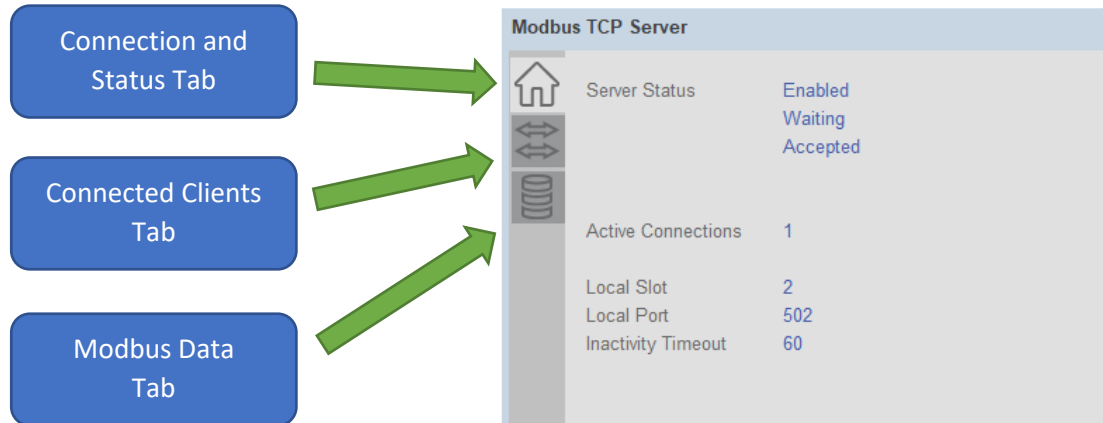 Connection and
Status Tab
Connected Clients
Tab
Modbus Data
Tab
Modbus TCP Server
Server Status Enabled
Waiting
Accepted
Active Connections 1
Local Slot 2
Local Port 502
Inactivity Timeout 60